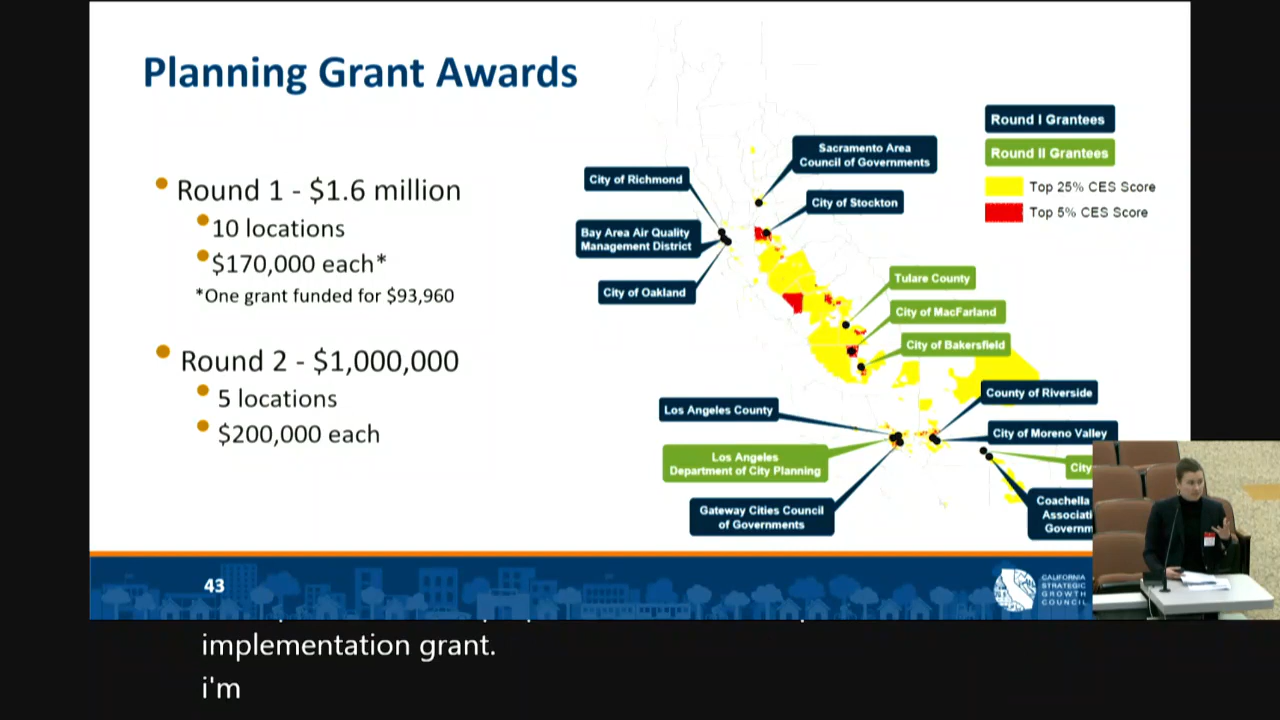 Planning Grant Awards
Round 1 - $1.6 million
10 locations
$170,000 each*
*One grant funded for $93,960
Round 2 - $1,000,000
5 locations
$200,000 each
Round I Grantees
Round II Grantees
Top 25% CES Score
Top 5% CES Score
Sacramento Area
Council of Governments
City of Richmond
City of Stockton
Bay Area Air Quality
Management District
City of Oakland
Tulare County
City of MacFarland
City of Bakersfield
County of Riverside
Los Angeles County
City of Moreno Valley
Los Angeles
Department of City Planning
City
Gateway Cities Council
of Governments
Coachella
Associati
Governm
43
CALIFORNIA
STRATEGIC
GROWTH
COUNCIL
implementation grant.
i'm